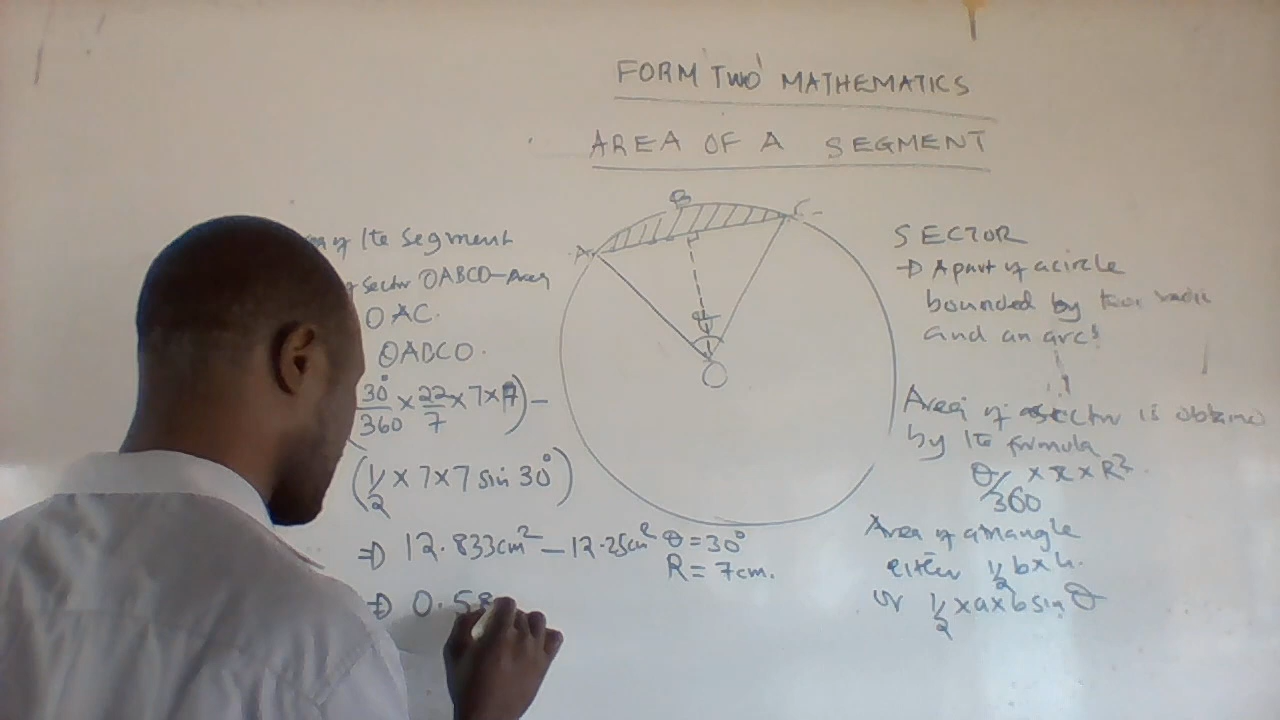 FORM TWO MATHEMATICS
AREA OF A SEGMENT
the segment
sector OABCO - Area
OAC.
OABCO.
30°/360 × 22/7 × 7 × 7) -
(1/2 × 7 × 7 sin 30°)
⇒ 12.833cm² - 12.25cm²
⇒ 0.58
A
B
C
θ
O
θ = 30°
R = 7cm.
SECTOR
→ A part of a circle
bounded by two radii
and an arc
Area of a sector is obtained
by the formula
θ/360 × π × R²
Area of triangle
either 1/2 b×h.
or 1/2 × a × b sin θ